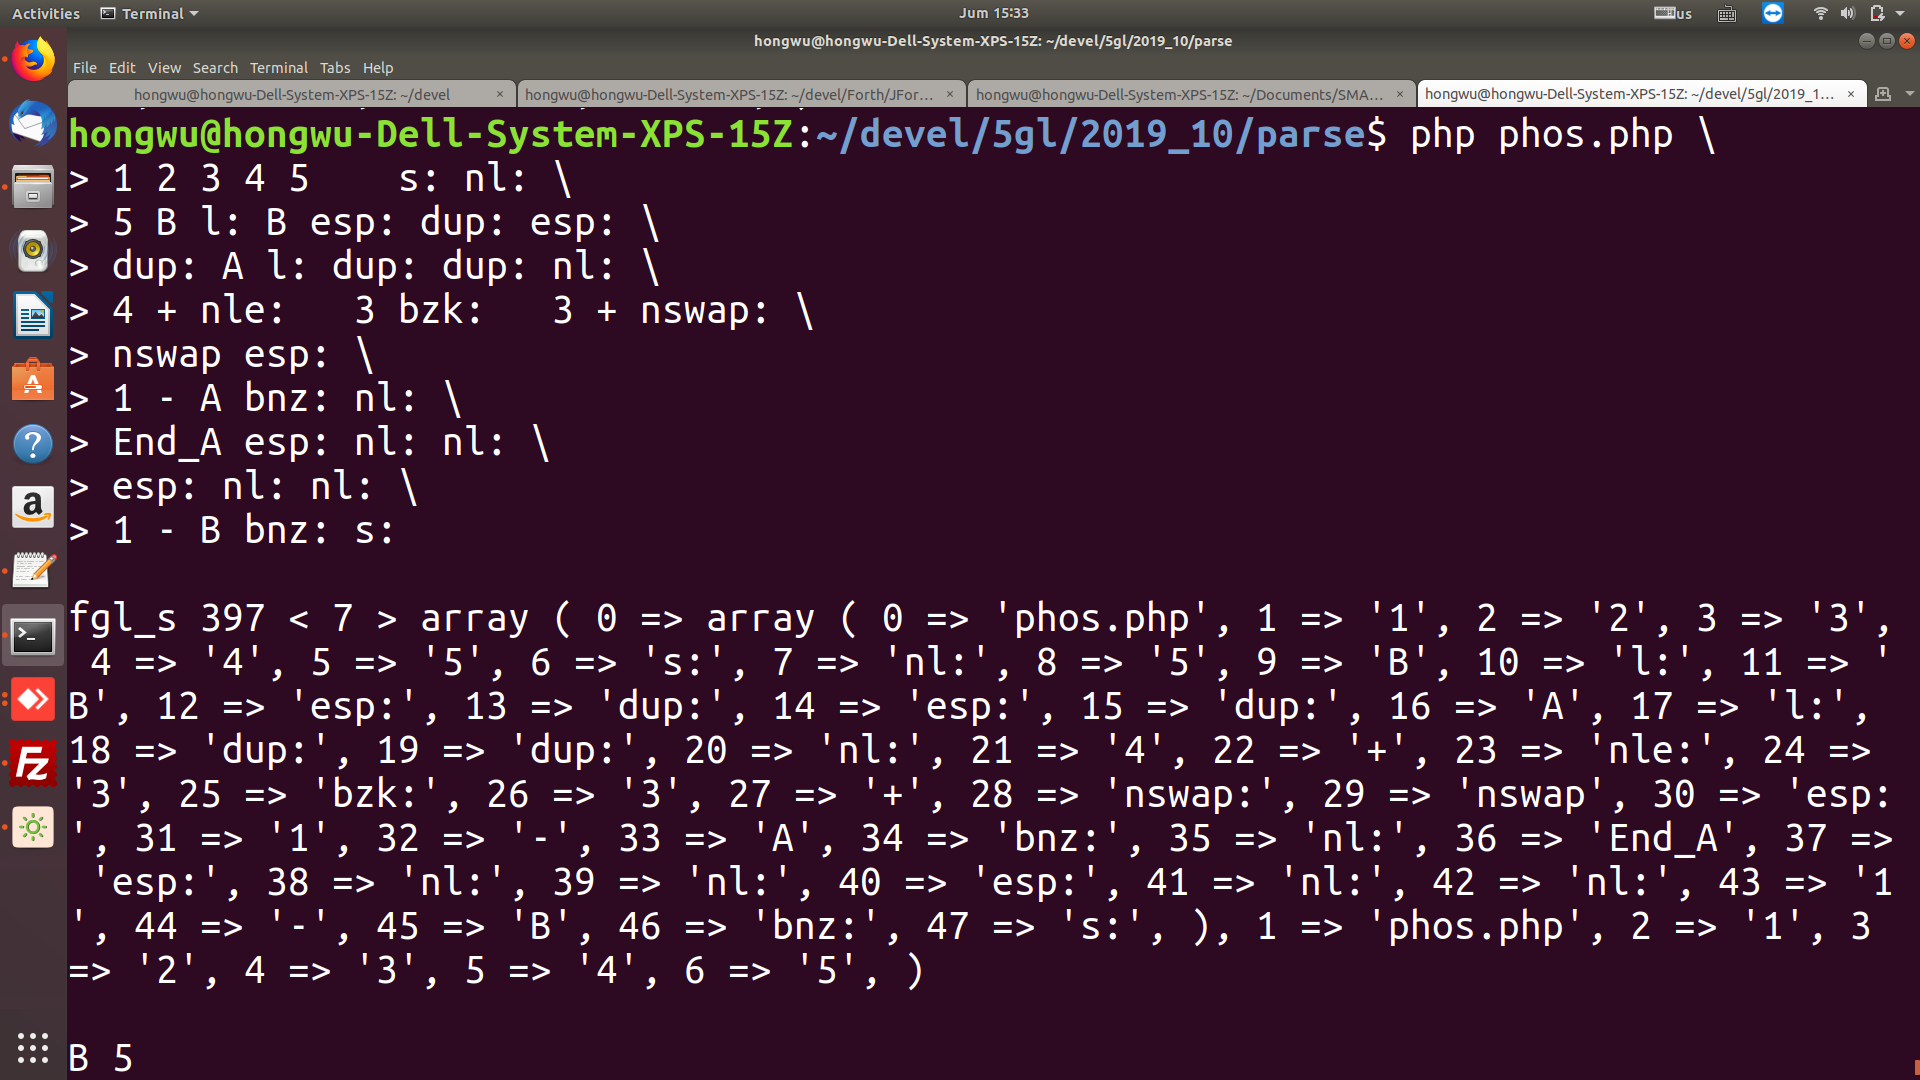 Activities Terminal Jum 15:33 us
hongwu@hongwu-Dell-System-XPS-15Z: ~/devel/5gl/2019_10/parse
File Edit View Search Terminal Tabs Help
hongwu@hongwu-Dell-System-XPS-15Z: ~/devel × hongwu@hongwu-Dell-System-XPS-15Z: ~/devel/Forth/JFor... × hongwu@hongwu-Dell-System-XPS-15Z: ~/Documents/SMA... × hongwu@hongwu-Dell-System-XPS-15Z: ~/devel/5gl/2019_1... ×
hongwu@hongwu-Dell-System-XPS-15Z:~/devel/5gl/2019_10/parse$ php phos.php \
> 1 2 3 4 5    s: nl: \
> 5 B l: B esp: dup: esp: \
> dup: A l: dup: dup: nl: \
> 4 + nle:   3 bzk:   3 + nswap: \
> nswap esp: \
> 1 - A bnz: nl: \
> End_A esp: nl: nl: \
> esp: nl: nl: \
> 1 - B bnz: s:
fgl_s 397 < 7 > array ( 0 => array ( 0 => 'phos.php', 1 => '1', 2 => '2', 3 => '3',
 4 => '4', 5 => '5', 6 => 's:', 7 => 'nl:', 8 => '5', 9 => 'B', 10 => 'l:', 11 => '
B', 12 => 'esp:', 13 => 'dup:', 14 => 'esp:', 15 => 'dup:', 16 => 'A', 17 => 'l:',
18 => 'dup:', 19 => 'dup:', 20 => 'nl:', 21 => '4', 22 => '+', 23 => 'nle:', 24 =>
'3', 25 => 'bzk:', 26 => '3', 27 => '+', 28 => 'nswap:', 29 => 'nswap', 30 => 'esp:
', 31 => '1', 32 => '-', 33 => 'A', 34 => 'bnz:', 35 => 'nl:', 36 => 'End_A', 37 =>
 'esp:', 38 => 'nl:', 39 => 'nl:', 40 => 'esp:', 41 => 'nl:', 42 => 'nl:', 43 => '1
', 44 => '-', 45 => 'B', 46 => 'bnz:', 47 => 's:', ), 1 => 'phos.php', 2 => '1', 3
=> '2', 4 => '3', 5 => '4', 6 => '5', )
B 5